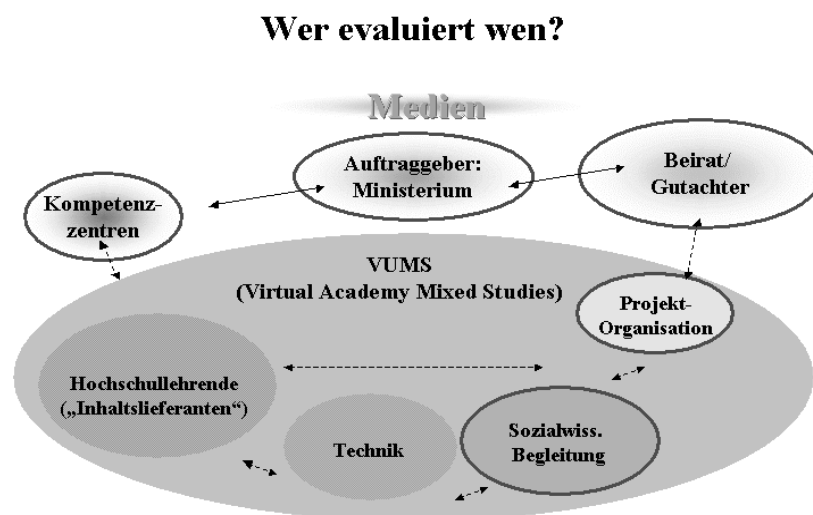 Wer evaluiert wen?
Medien
Auftraggeber:
Ministerium
Beirat/
Gutachter
Kompetenz-
zentren
VUMS
(Virtual Academy Mixed Studies)
Projekt-
Organisation
Hochschullehrende
(„Inhaltslieferanten“)
Technik
Sozialwiss.
Begleitung